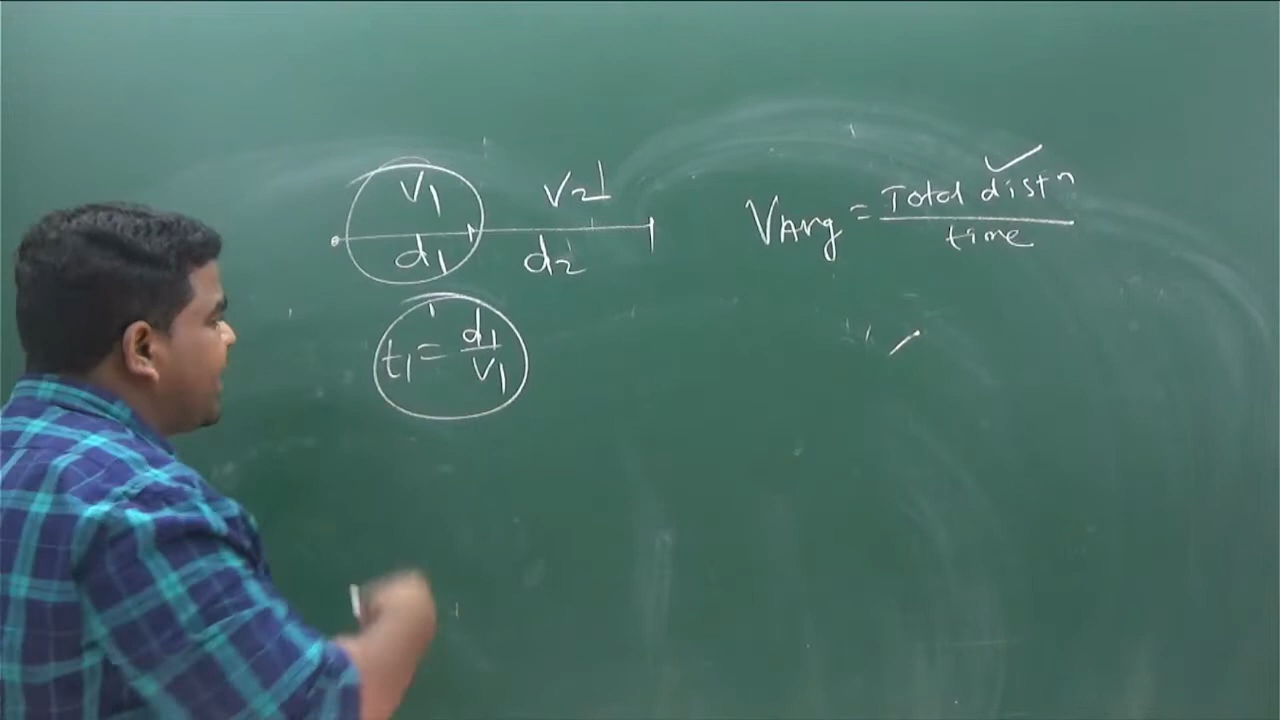 V1 V2
d1 d2
t1 = d1/V1
VAvg = Total distn/time